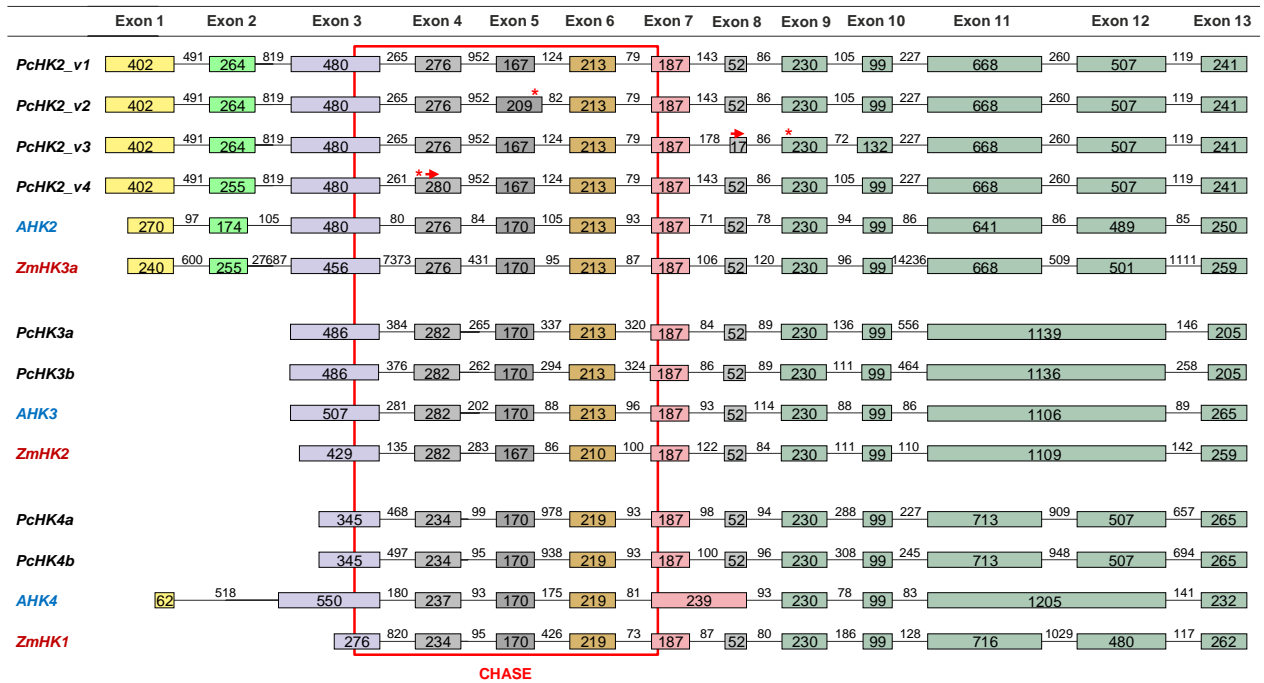 Exon 1 Exon 2 Exon 3 Exon 4 Exon 5 Exon 6 Exon 7 Exon 8 Exon 9 Exon 10 Exon 11 Exon 12 Exon 13
PcHK2_v1 402 491 264 819 480 265 276 952 167 124 213 79 187 143 52 86 230 105 99 227 668 260 507 119 241
PcHK2_v2 402 491 264 819 480 265 276 952 209 * 82 213 79 187 143 52 86 230 105 99 227 668 260 507 119 241
PcHK2_v3 402 491 264 819 480 265 276 952 167 124 213 79 187 178 17 86 * 230 72 132 227 668 260 507 119 241
PcHK2_v4 402 491 255 819 480 261 * 280 952 167 124 213 79 187 143 52 86 230 105 99 227 668 260 507 119 241
AHK2 270 97 174 105 480 80 276 84 170 105 213 93 187 71 52 78 230 94 99 86 641 86 489 85 250
ZmHK3a 240 600 255 27687 456 7373 276 431 170 95 213 87 187 106 52 120 230 96 99 14236 668 509 501 1111 259
PcHK3a 486 384 282 265 170 337 213 320 187 84 52 89 230 136 99 556 1139 146 205
PcHK3b 486 376 282 262 170 294 213 324 187 86 52 89 230 111 99 464 1136 258 205
AHK3 507 281 282 202 170 88 213 96 187 93 52 114 230 88 99 86 1106 89 265
ZmHK2 429 135 282 283 167 86 210 100 187 122 52 84 230 111 99 110 1109 142 259
PcHK4a 345 468 234 99 170 978 219 93 187 98 52 94 230 288 99 227 713 909 507 657 265
PcHK4b 345 497 234 95 170 938 219 93 187 100 52 96 230 308 99 245 713 948 507 694 265
AHK4 62 518 550 180 237 93 170 175 219 81 239 93 230 78 99 83 1205 141 232
ZmHK1 276 820 234 95 170 426 219 73 187 87 52 80 230 186 99 128 716 1029 480 117 262
CHASE